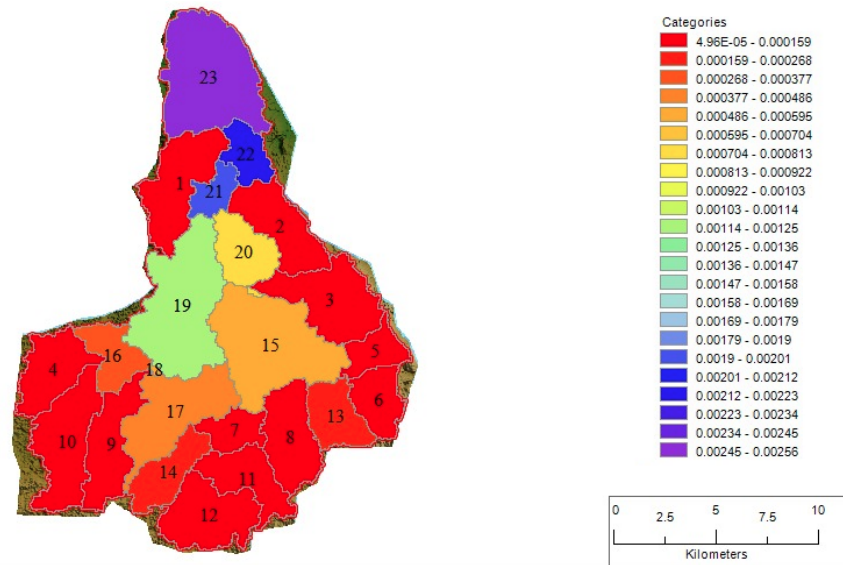 Categories
4.96E-05 - 0.000159
0.000159 - 0.000268
0.000268 - 0.000377
0.000377 - 0.000486
0.000486 - 0.000595
0.000595 - 0.000704
0.000704 - 0.000813
0.000813 - 0.000922
0.000922 - 0.00103
0.00103 - 0.00114
0.00114 - 0.00125
0.00125 - 0.00136
0.00136 - 0.00147
0.00147 - 0.00158
0.00158 - 0.00169
0.00169 - 0.00179
0.00179 - 0.0019
0.0019 - 0.00201
0.00201 - 0.00212
0.00212 - 0.00223
0.00223 - 0.00234
0.00234 - 0.00245
0.00245 - 0.00256
23
22
1
21
2
20
3
19
15
5
16
18
4
6
17
13
7
8
10
9
14
11
12
0 2.5 5 7.5 10
Kilometers